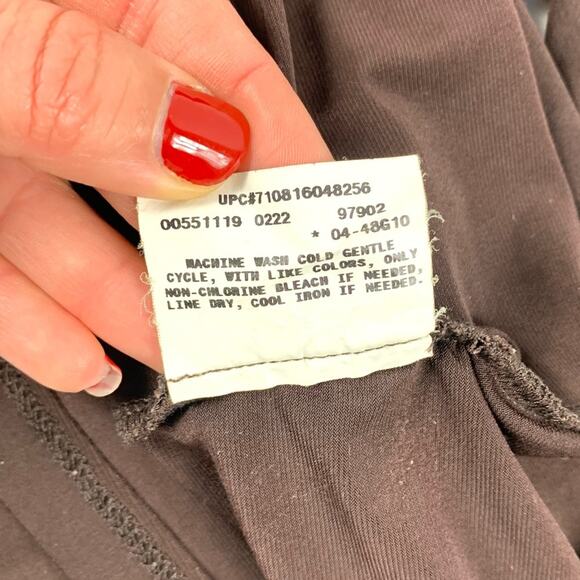 UPC#710816048256
00551119 0222 97902
* 04-48G10
MACHINE WASH COLD GENTLE
CYCLE, WITH LIKE COLORS, ONLY
NON-CHLORINE BLEACH IF NEEDED,
LINE DRY, COOL IRON IF NEEDED.